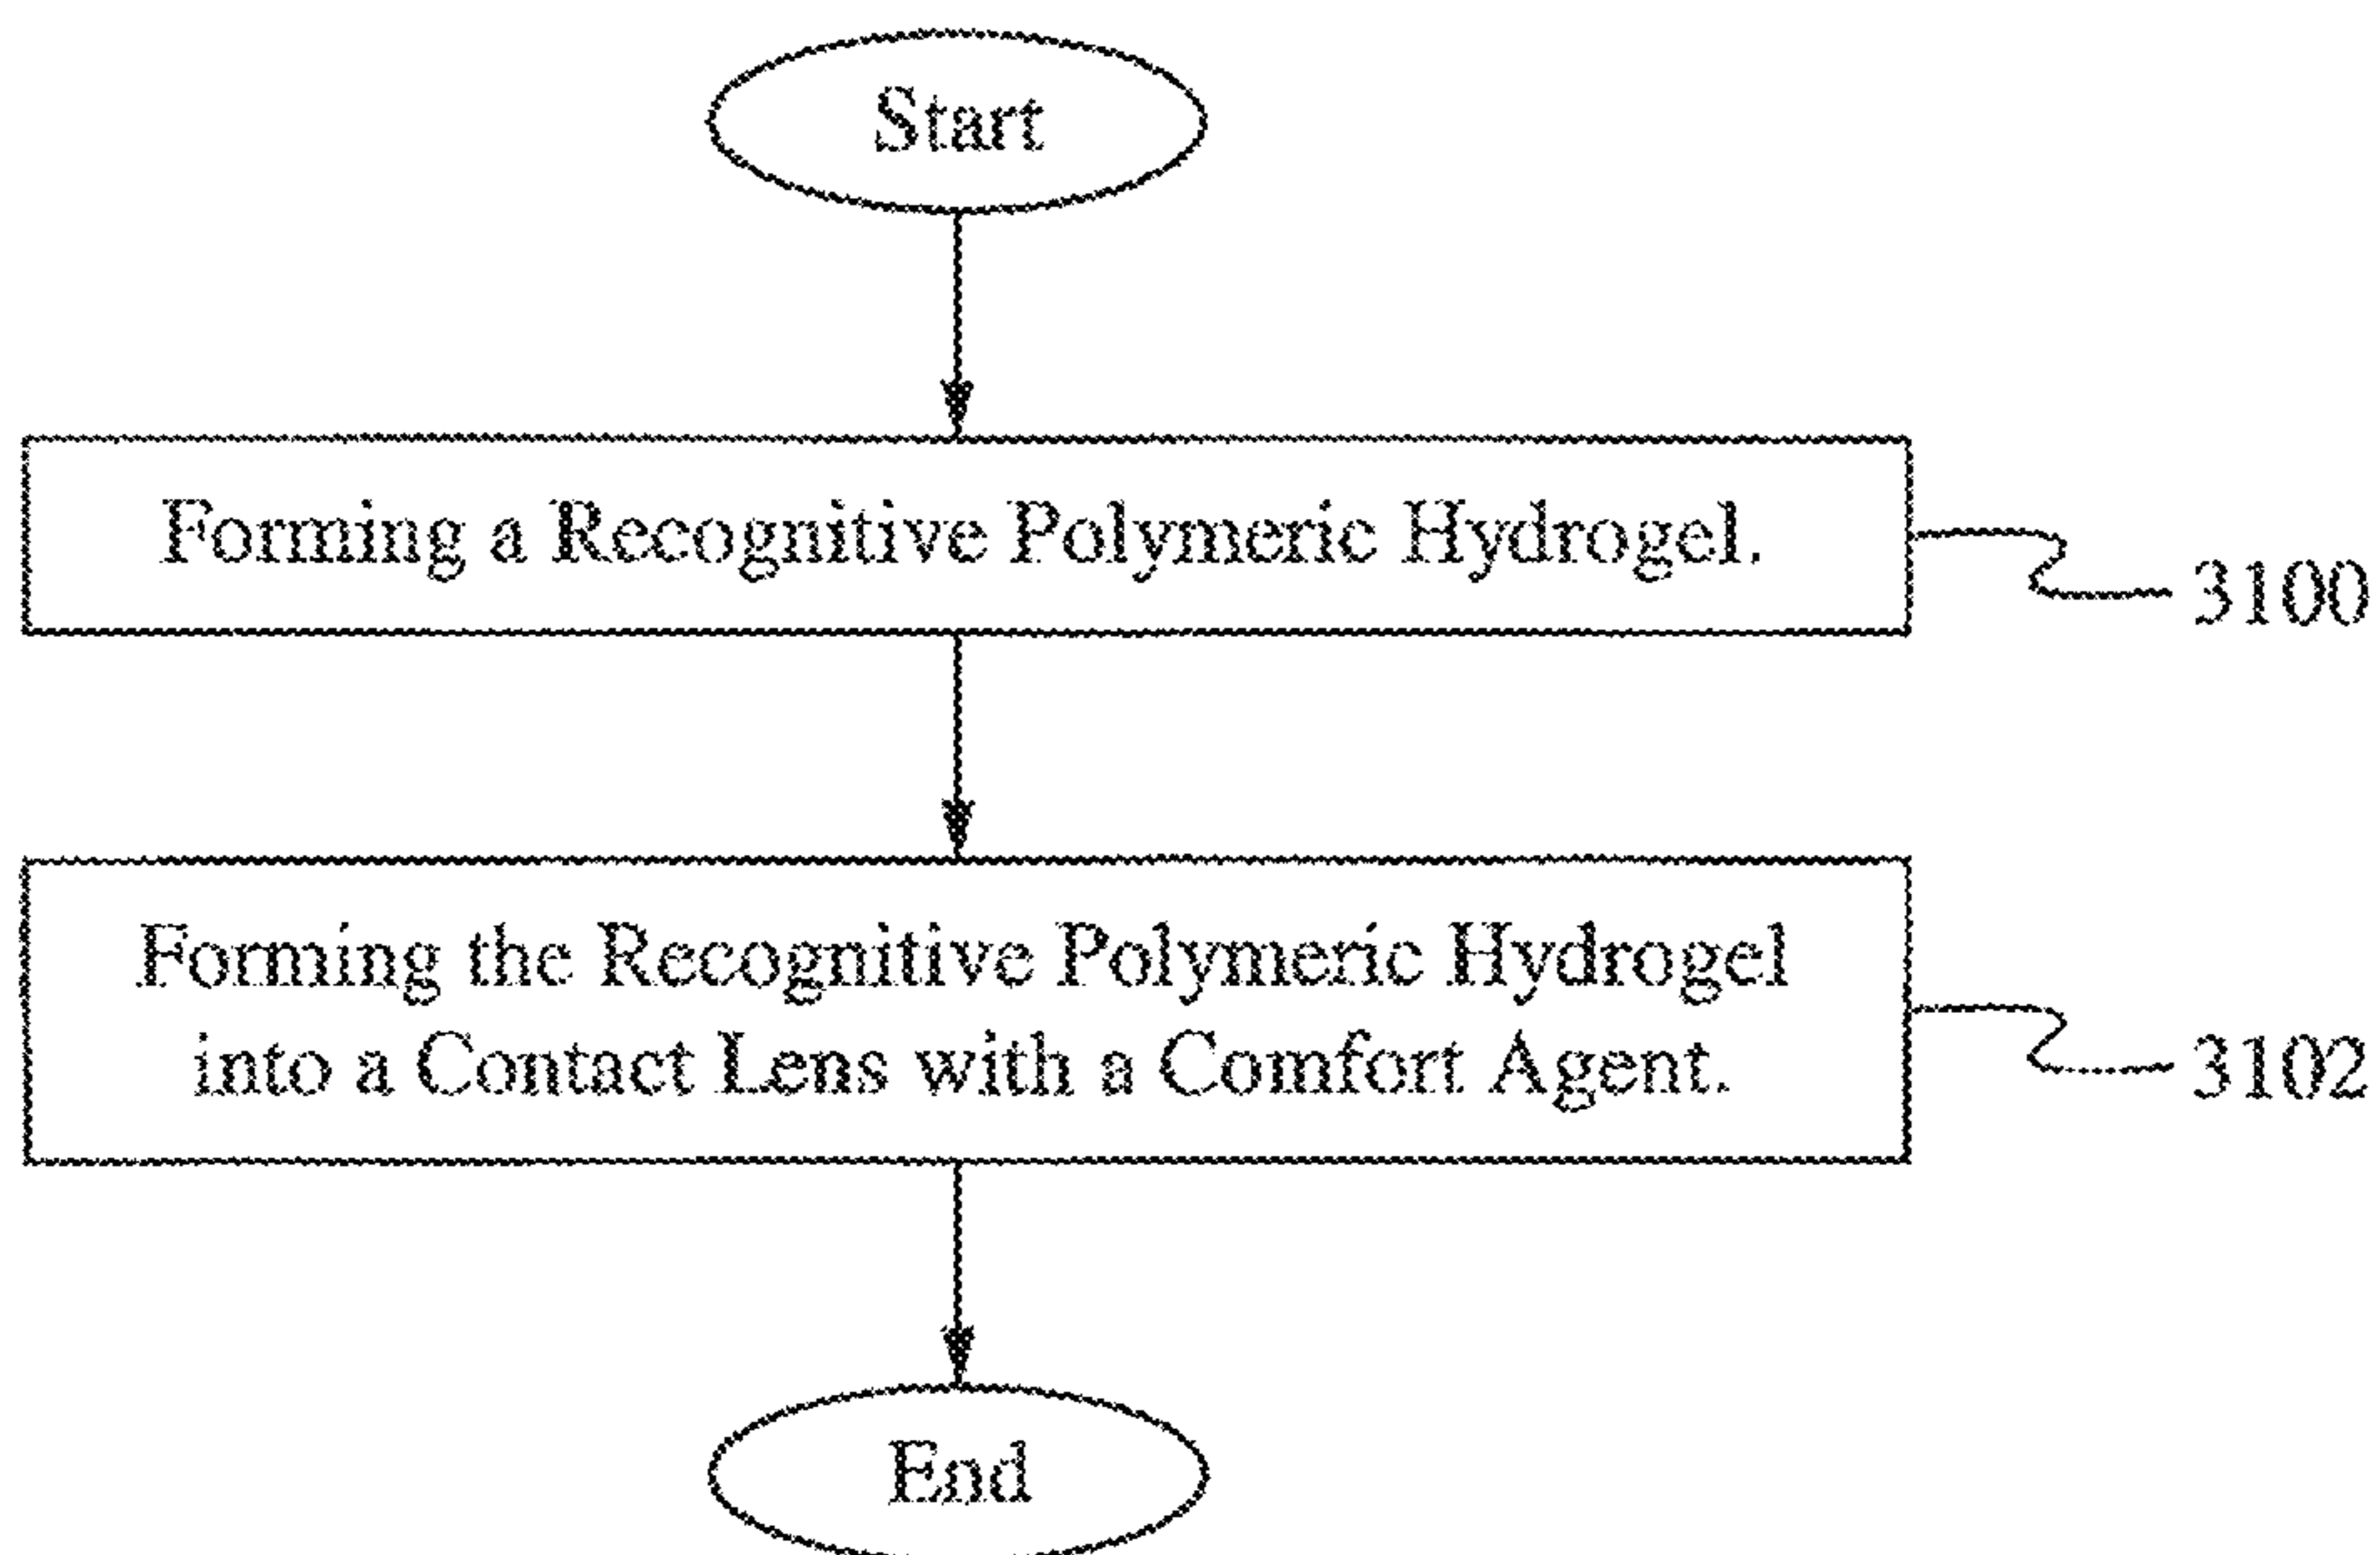 Start
Forming a Recognitive Polymeric Hydrogel.
3100
Forming the Recognitive Polymeric Hydrogel
into a Contact Lens with a Comfort Agent.
3102
End